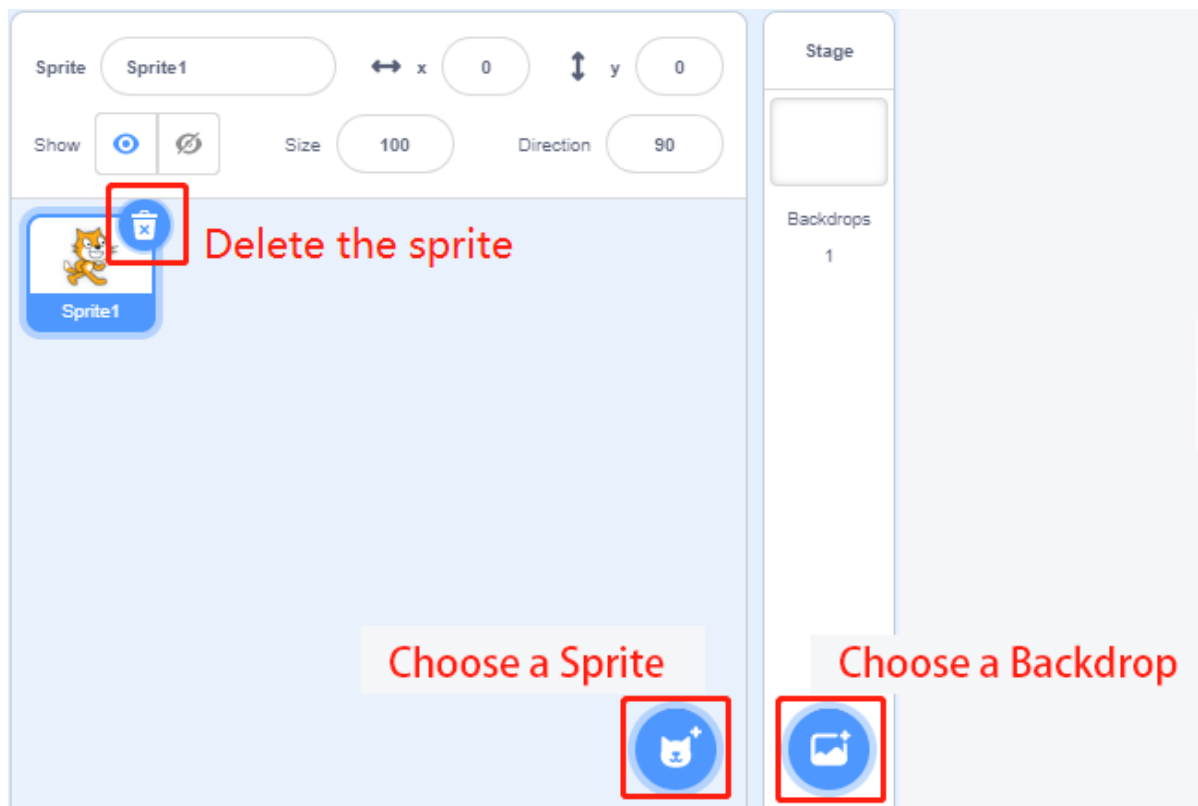 Sprite Sprite1 x 0 y 0
Show Size 100 Direction 90
Delete the sprite
Sprite1
Choose a Sprite
Stage
Backdrops
1
Choose a Backdrop